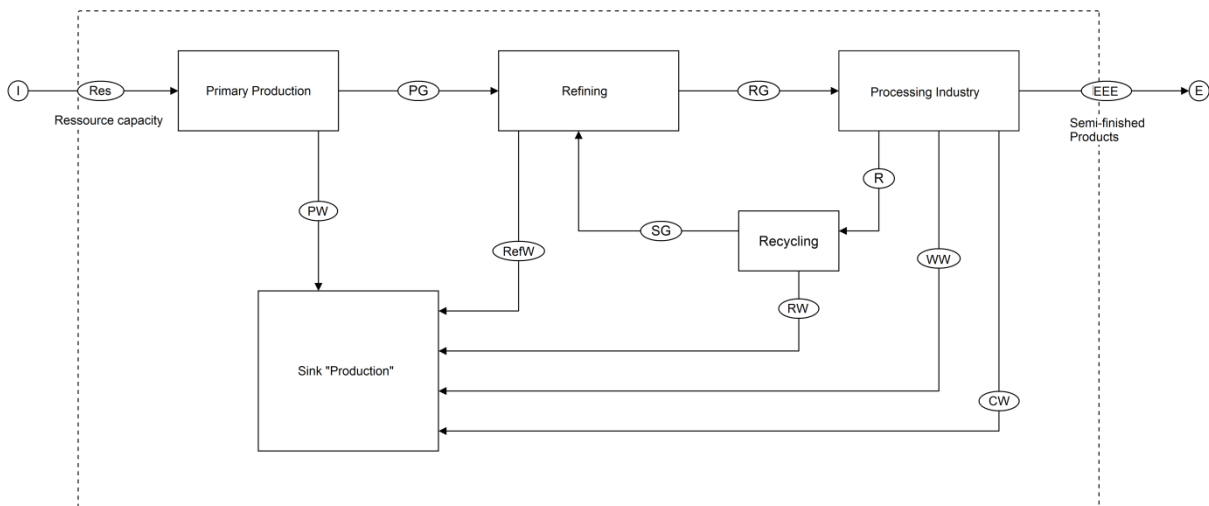 I
Res
Primary Production
PG
Refining
RG
Processing Industry
EEE
E
Ressource capacity
Semi-finished
Products
R
PW
SG
Recycling
RefW
WW
RW
Sink "Production"
CW